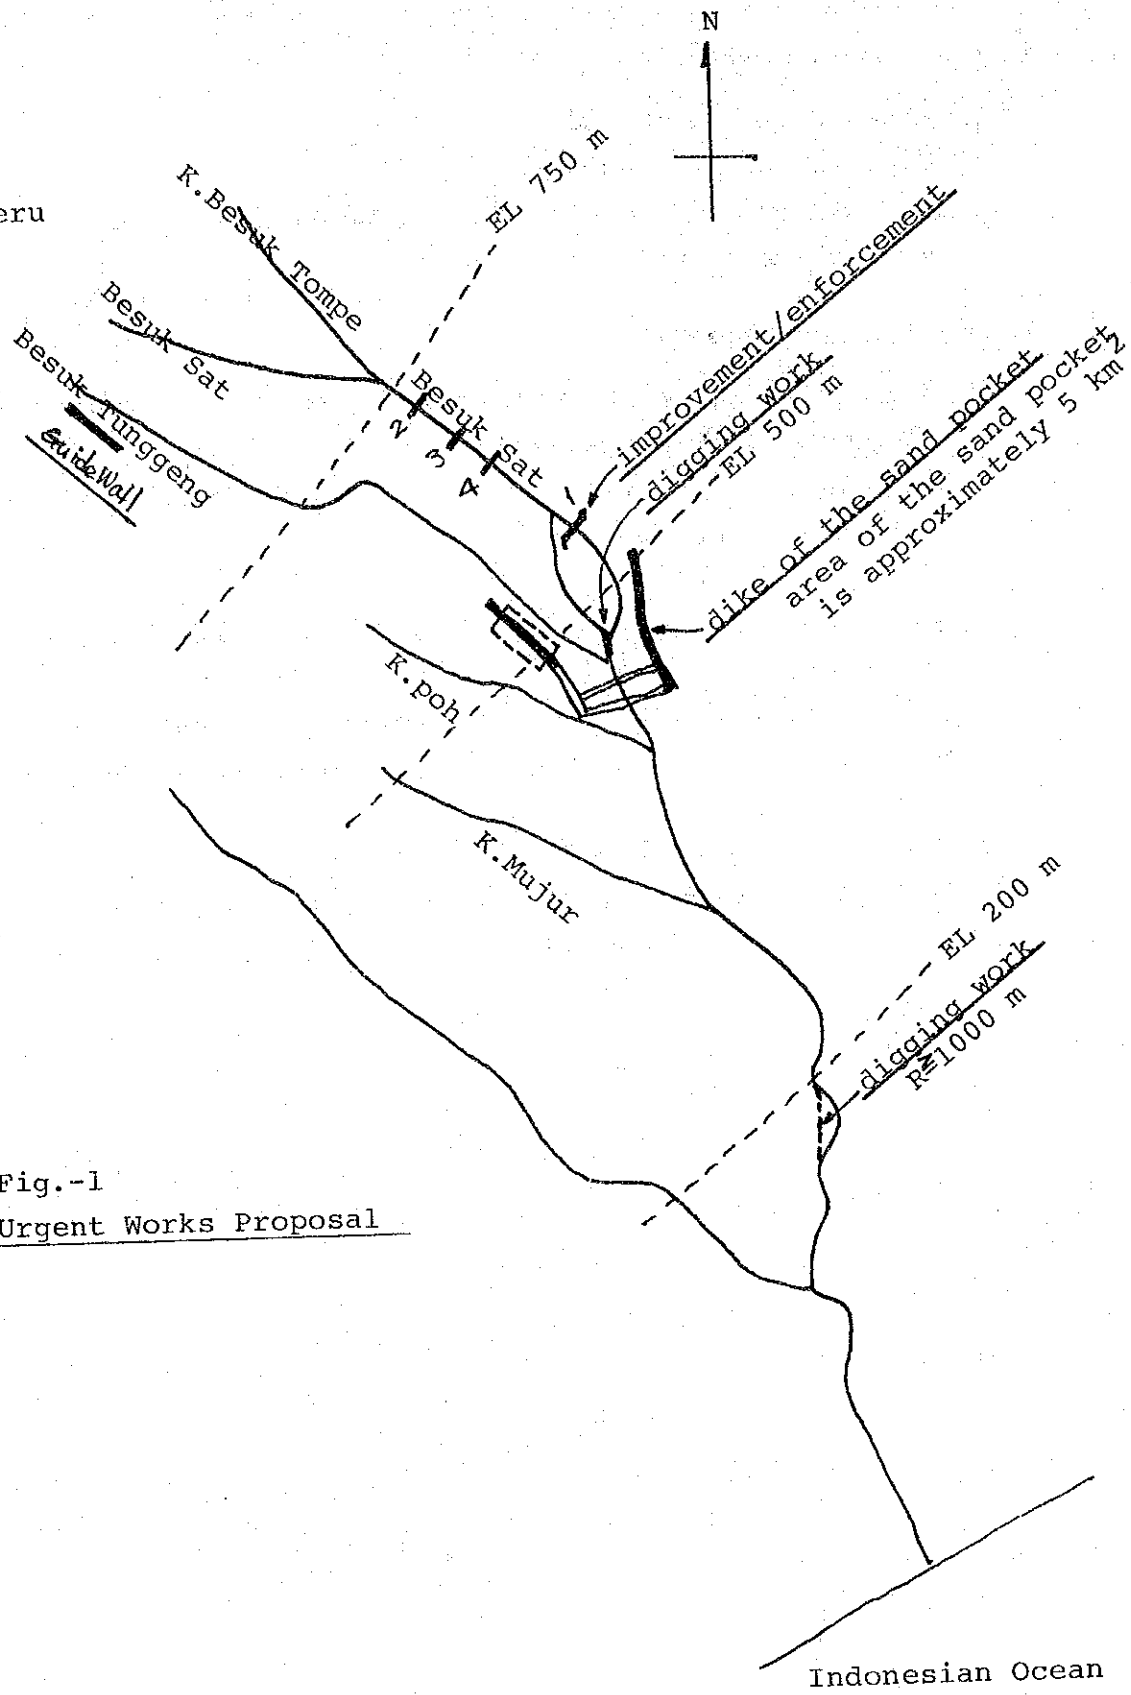 N
eru
K.Besuk Tompe
EL 750 m
Besuk Sat
Besuk Tunggeng
Guide Wall
Besuk Sat
2
3
4
1
improvement/enforcement
digging work
EL 500 m
dike of the sand pocket
area of the sand pocket
is approximately 5 km2
K.poh
K.Mujur
EL 200 m
digging work
R≧1000 m
Fig.-1
Urgent Works Proposal
Indonesian Ocean